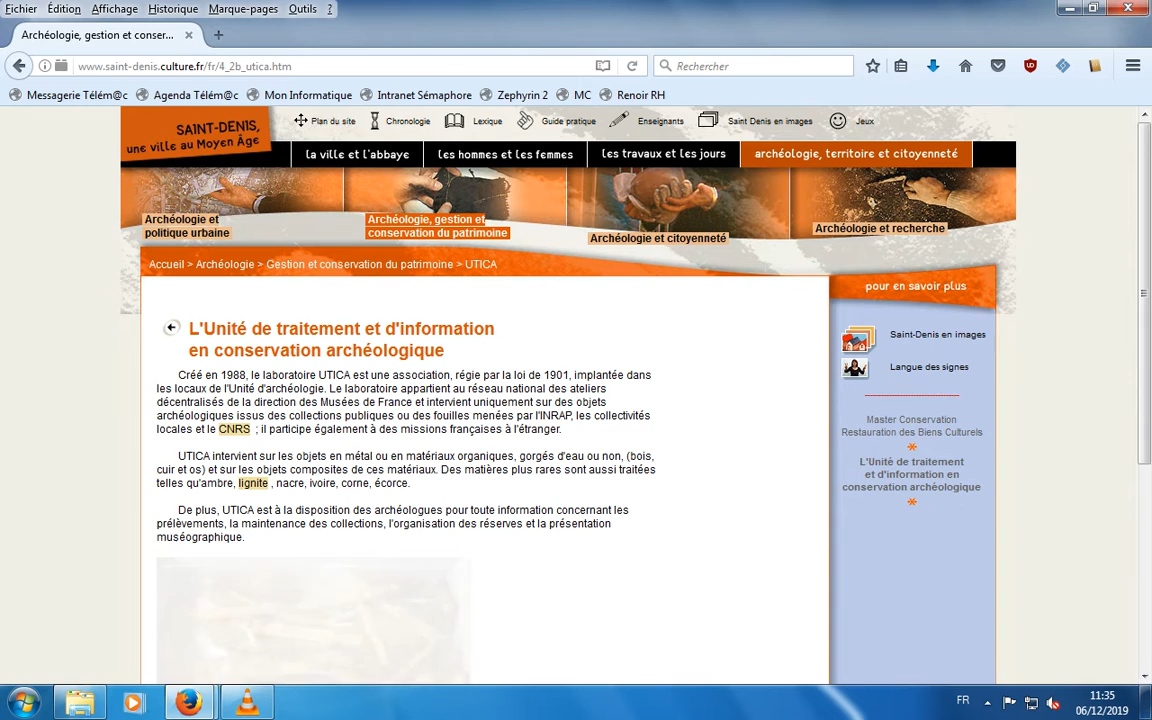 Fichier Édition Affichage Historique Marque-pages Outils ?
Archéologie, gestion et conser...
www.saint-denis.culture.fr/fr/4_2b_utica.htm
Rechercher
Messagerie Télém@c Agenda Télém@c Mon Informatique Intranet Sémaphore Zephyrin 2 MC Renoir RH
SAINT-DENIS,
une ville au Moyen Âge
Plan du site Chronologie Lexique Guide pratique Enseignants Saint Denis en images Jeux
la ville et l'abbaye les hommes et les femmes les travaux et les jours archéologie, territoire et citoyenneté
Archéologie et
politique urbaine
Archéologie, gestion et
conservation du patrimoine
Archéologie et citoyenneté
Archéologie et recherche
Accueil > Archéologie > Gestion et conservation du patrimoine > UTICA
L'Unité de traitement et d'information
en conservation archéologique
Créé en 1988, le laboratoire UTICA est une association, régie par la loi de 1901, implantée dans
les locaux de l'Unité d'archéologie. Le laboratoire appartient au réseau national des ateliers
décentralisés de la direction des Musées de France et intervient uniquement sur des objets
archéologiques issus des collections publiques ou des fouilles menées par l'INRAP, les collectivités
locales et le CNRS ; il participe également à des missions françaises à l'étranger.
UTICA intervient sur les objets en métal ou en matériaux organiques, gorgés d'eau ou non, (bois,
cuir et os) et sur les objets composites de ces matériaux. Des matières plus rares sont aussi traitées
telles qu'ambre, lignite , nacre, ivoire, corne, écorce.
De plus, UTICA est à la disposition des archéologues pour toute information concernant les
prélèvements, la maintenance des collections, l'organisation des réserves et la présentation
muséographique.
pour en savoir plus
Saint-Denis en images
Langue des signes
Master Conservation
Restauration des Biens Culturels
L'Unité de traitement
et d'information en
conservation archéologique
FR
11:35
06/12/2019